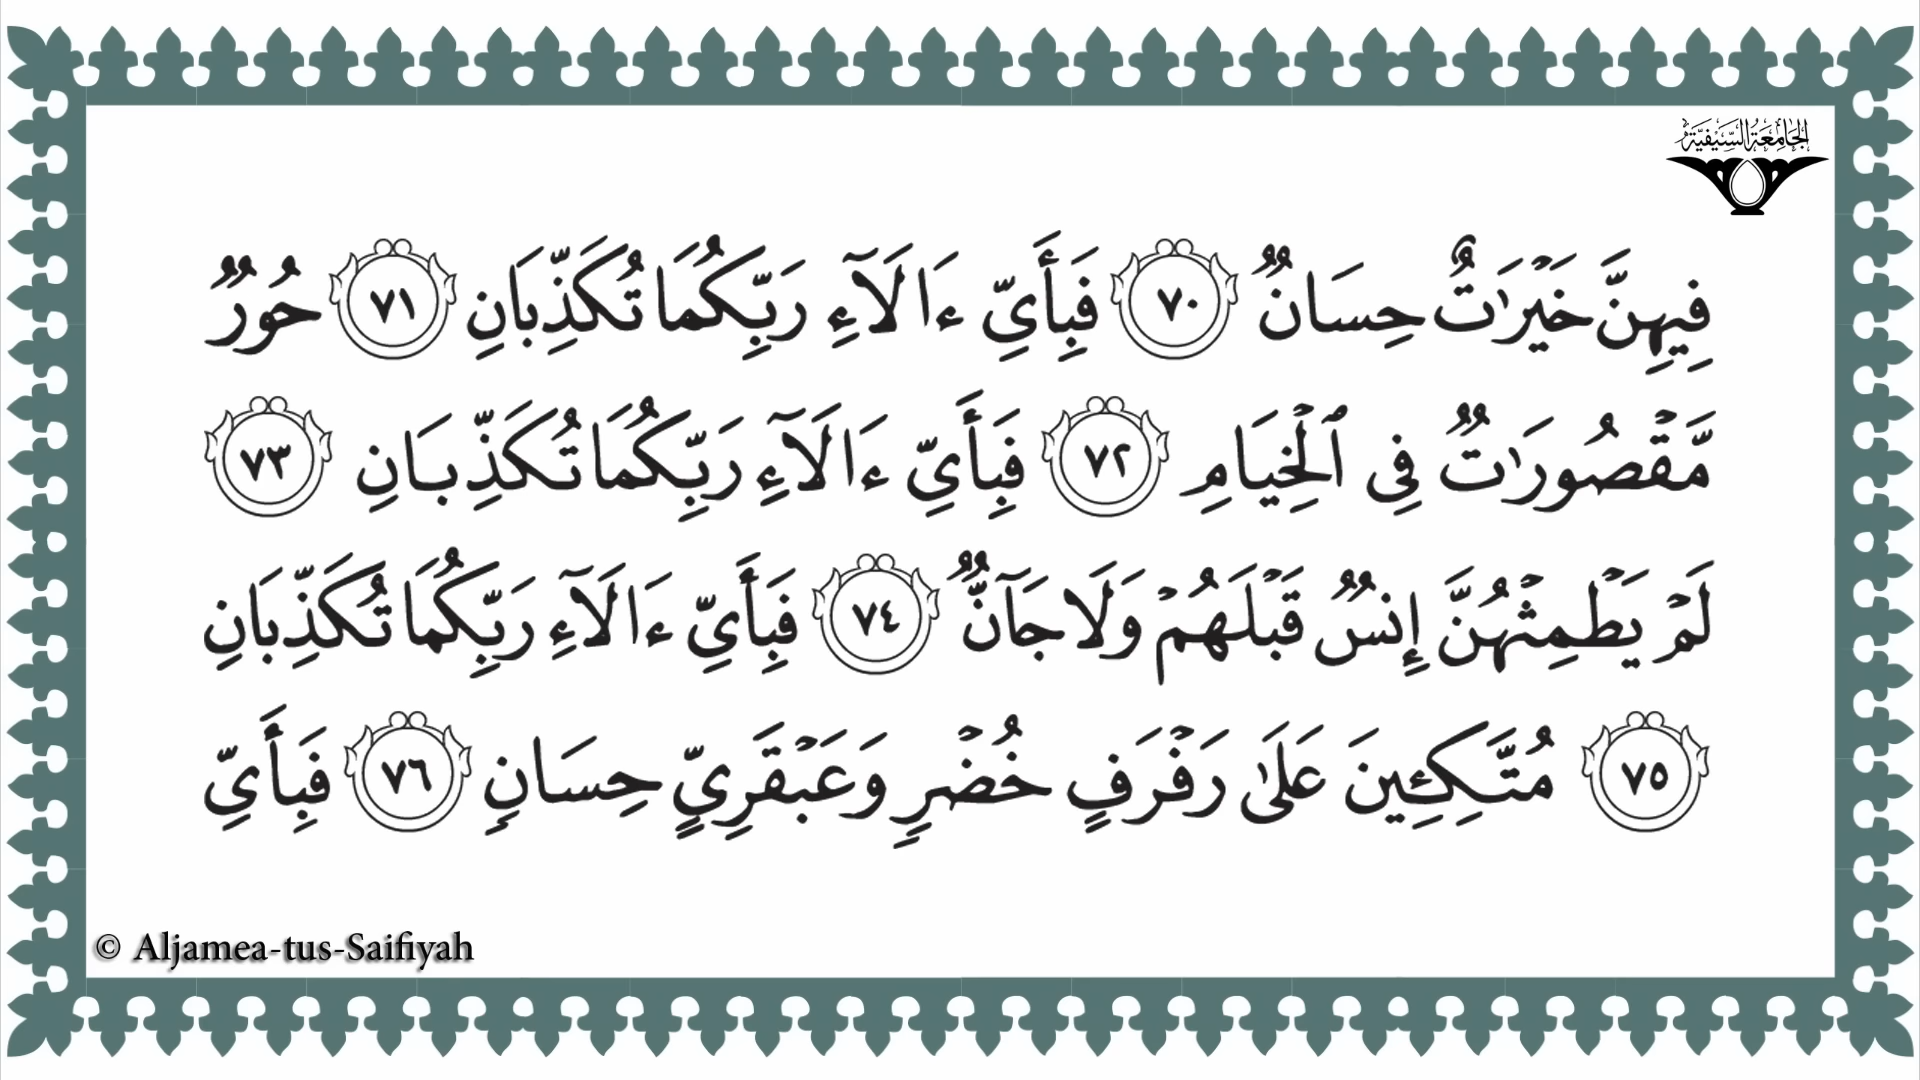 الجامعة السيفية
فِيهِنَّ خَيْرَٰتٌ حِسَانٌ ٧٠ فَبِأَيِّ ءَالَآءِ رَبِّكُمَا تُكَذِّبَانِ ٧١ حُورٌ
مَّقْصُورَٰتٌ فِى ٱلْخِيَامِ ٧٢ فَبِأَيِّ ءَالَآءِ رَبِّكُمَا تُكَذِّبَانِ ٧٣
لَمْ يَطْمِثْهُنَّ إِنسٌ قَبْلَهُمْ وَلَا جَآنٌّ ٧٤ فَبِأَيِّ ءَالَآءِ رَبِّكُمَا تُكَذِّبَانِ
٧٥ مُتَّكِـِٔينَ عَلَىٰ رَفْرَفٍ خُضْرٍ وَعَبْقَرِيٍّ حِسَانٍ ٧٦ فَبِأَيِّ
© Aljamea-tus-Saifiyah